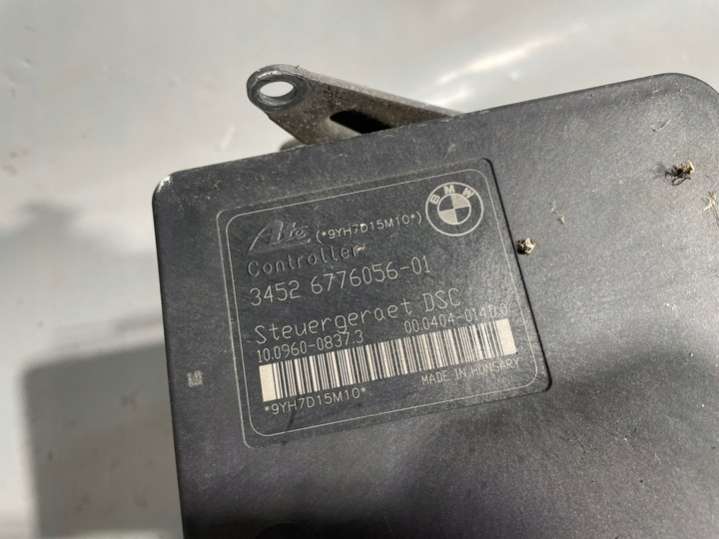 Ate (*9YH7D15M10*) BMW
Controller
3452 6776056-01
Steuergeraet DSC
10.0960-0837.3 00.0404-014D.0
*9YH7D15M10* MADE IN HUNGARY